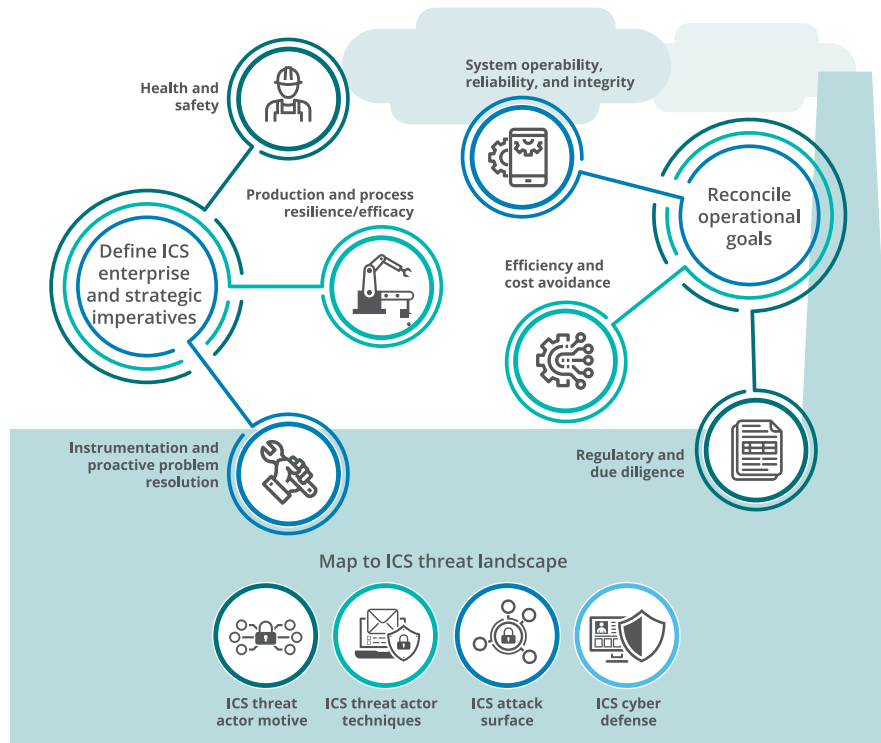 Health and
safety
System operability,
reliability, and integrity
Production and process
resilience/efficacy
Define ICS
enterprise
and strategic
imperatives
Reconcile
operational
goals
Efficiency and
cost avoidance
Instrumentation and
proactive problem
resolution
Regulatory and
due diligence
Map to ICS threat landscape
ICS threat
actor motive
ICS threat actor
techniques
ICS attack
surface
ICS cyber
defense